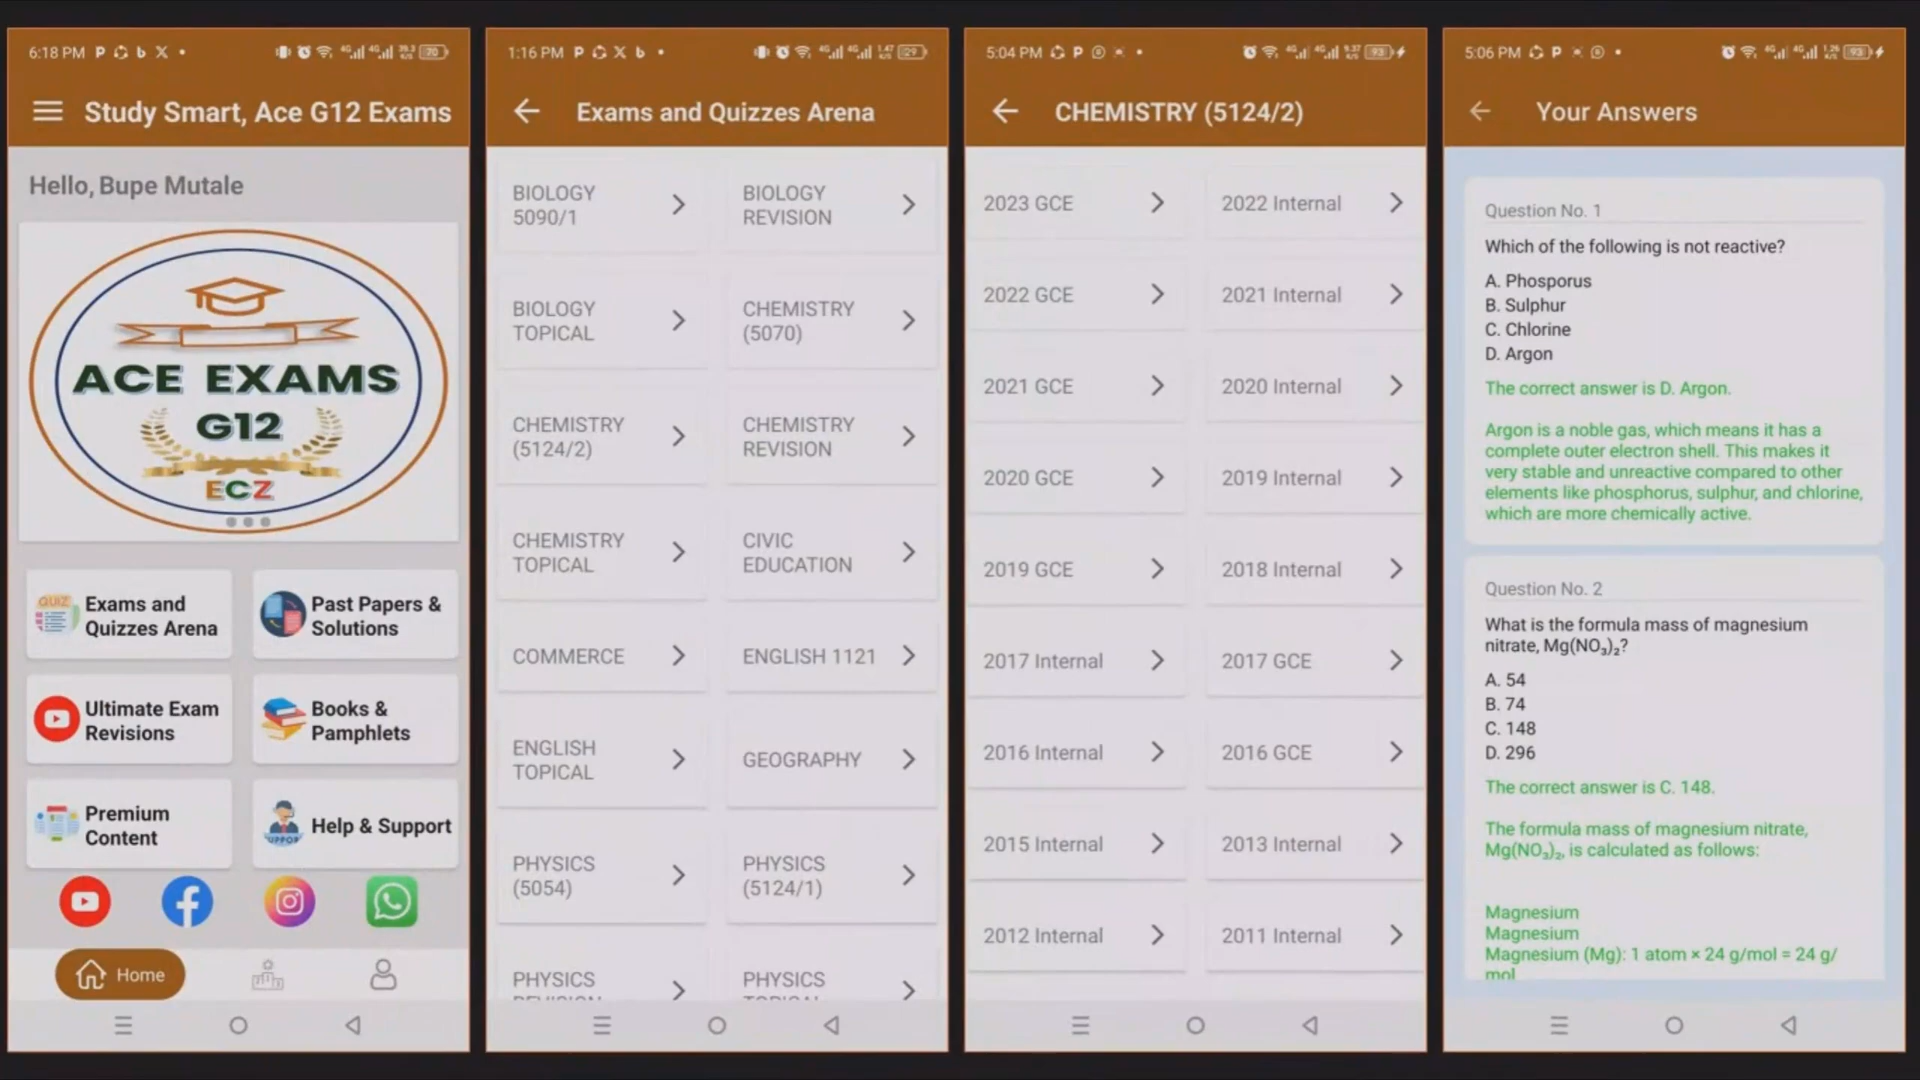 6:18 PM
Study Smart, Ace G12 Exams
Hello, Bupe Mutale
ACE EXAMS
G12
ECZ
QUIZ
Exams and
Quizzes Arena
Past Papers &
Solutions
Ultimate Exam
Revisions
Books &
Pamphlets
Premium
Content
Help & Support
Home
1:16 PM
Exams and Quizzes Arena
BIOLOGY
5090/1
BIOLOGY
REVISION
BIOLOGY
TOPICAL
CHEMISTRY
(5070)
CHEMISTRY
(5124/2)
CHEMISTRY
REVISION
CHEMISTRY
TOPICAL
CIVIC
EDUCATION
COMMERCE
ENGLISH 1121
ENGLISH
TOPICAL
GEOGRAPHY
PHYSICS
(5054)
PHYSICS
(5124/1)
PHYSICS
PHYSICS
5:04 PM
CHEMISTRY (5124/2)
2023 GCE
2022 Internal
2022 GCE
2021 Internal
2021 GCE
2020 Internal
2020 GCE
2019 Internal
2019 GCE
2018 Internal
2017 Internal
2017 GCE
2016 Internal
2016 GCE
2015 Internal
2013 Internal
2012 Internal
2011 Internal
5:06 PM
Your Answers
Question No. 1
Which of the following is not reactive?
A. Phosporus
B. Sulphur
C. Chlorine
D. Argon
The correct answer is D. Argon.
Argon is a noble gas, which means it has a
complete outer electron shell. This makes it
very stable and unreactive compared to other
elements like phosphorus, sulphur, and chlorine,
which are more chemically active.
Question No. 2
What is the formula mass of magnesium
nitrate, Mg(NO₃)₂?
A. 54
B. 74
C. 148
D. 296
The correct answer is C. 148.
The formula mass of magnesium nitrate,
Mg(NO₃)₂, is calculated as follows:
Magnesium
Magnesium
Magnesium (Mg): 1 atom × 24 g/mol = 24 g/
mol